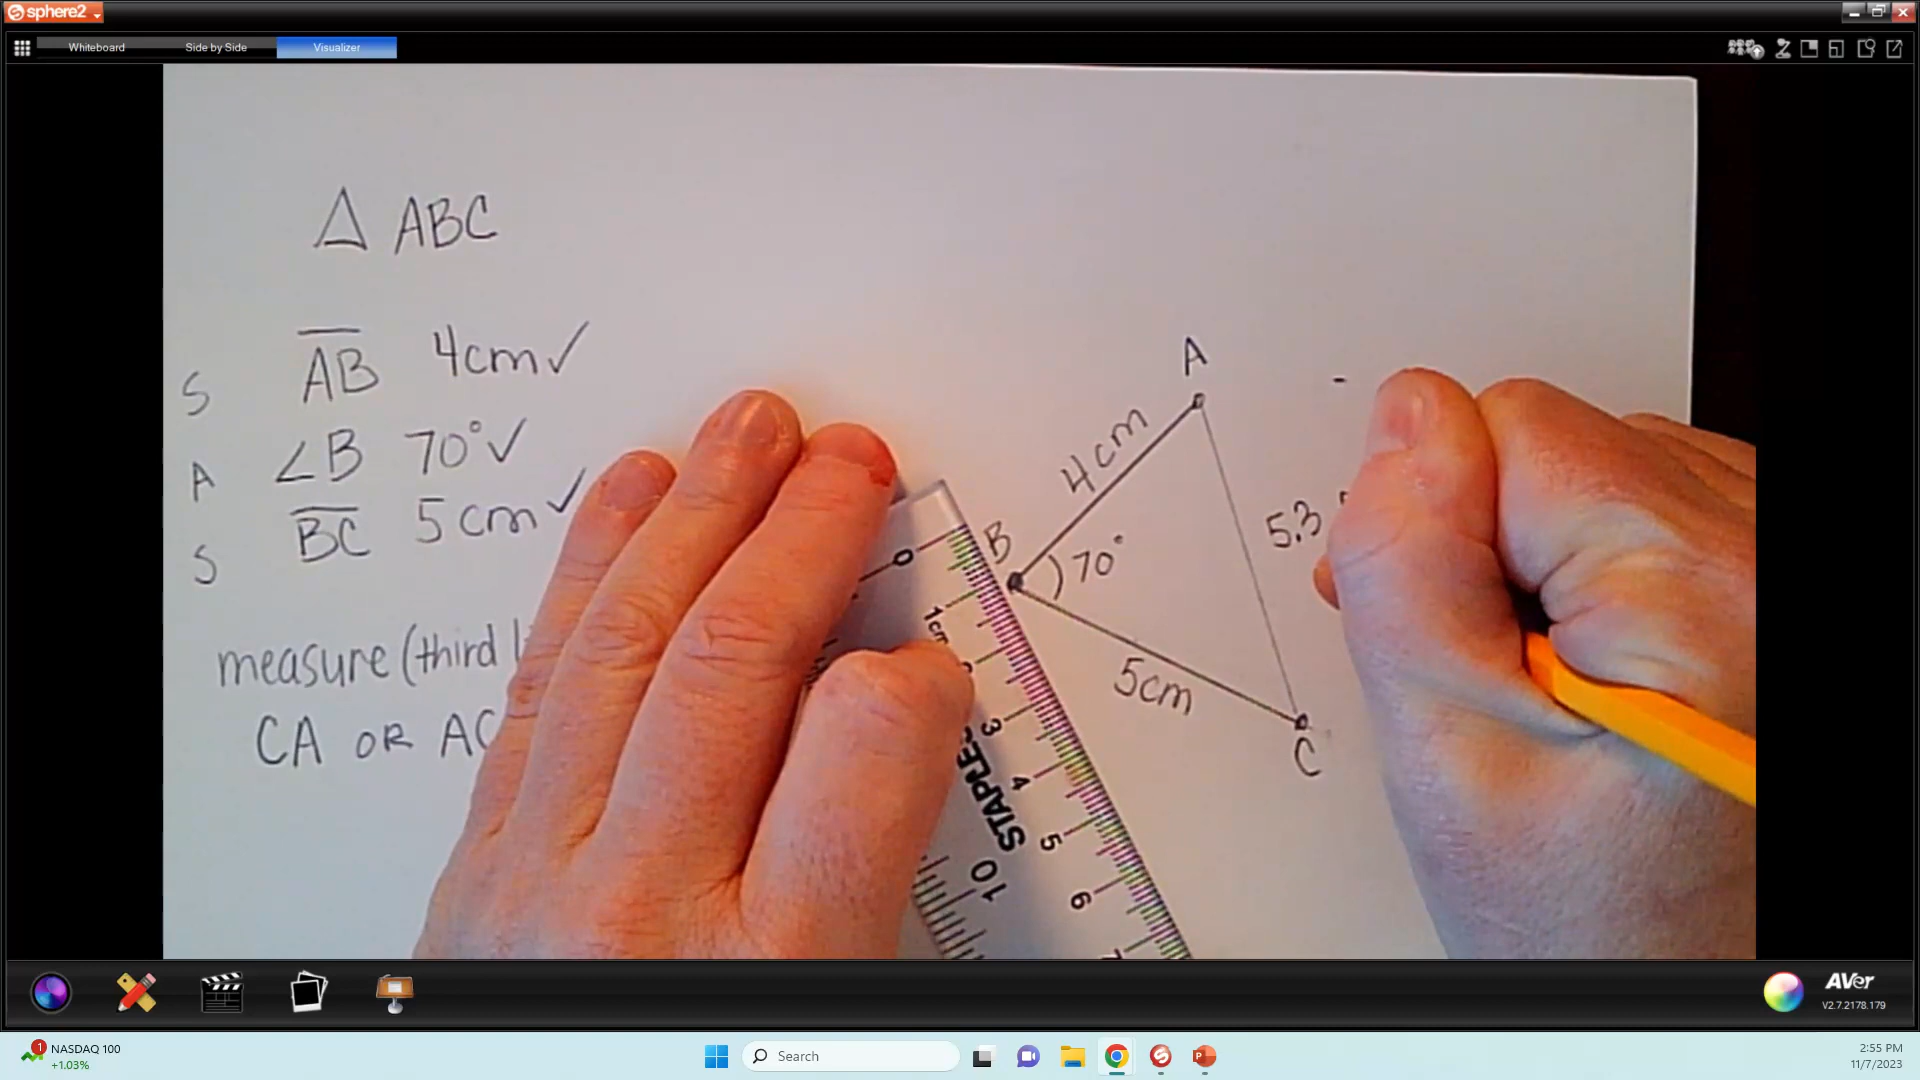 sphere2
Whiteboard Side by Side Visualizer
Δ ABC
S AB 4cm✓
A ∠B 70°✓
S BC 5cm✓
measure (third
CA OR AC
A
4cm
B
70°
5.3
5cm
C
0
1cm
3
4
5
6
STAPLES
10
AVer
V2.7.2178.179
1
NASDAQ 100
+1.03%
Search
2:55 PM
11/7/2023